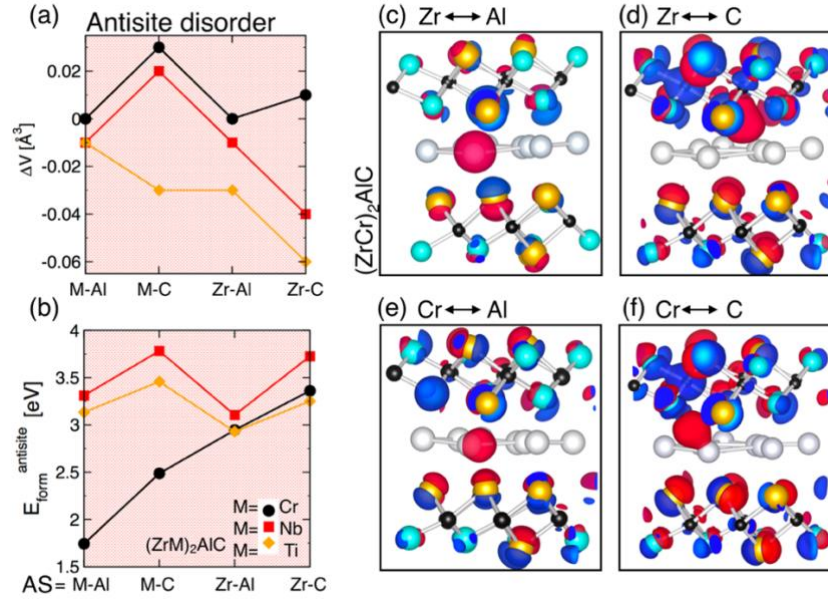 (a)
Antisite disorder
ΔV [Å³]
0.02
0
-0.02
-0.04
-0.06
M-Al M-C Zr-Al Zr-C
(b)
E form antisite [eV]
4
3.5
3
2.5
2
1.5
M= Cr
M= Nb
(ZrM)₂AlC M= Ti
AS= M-Al M-C Zr-Al Zr-C
(c) Zr ↔ Al
(d) Zr ↔ C
(ZrCr)₂AlC
(e) Cr ↔ Al
(f) Cr ↔ C